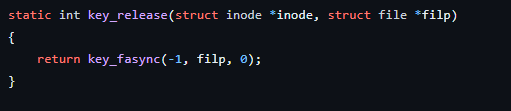 static int key_release(struct inode *inode, struct file *filp)
{
    return key_fasync(-1, filp, 0);
}